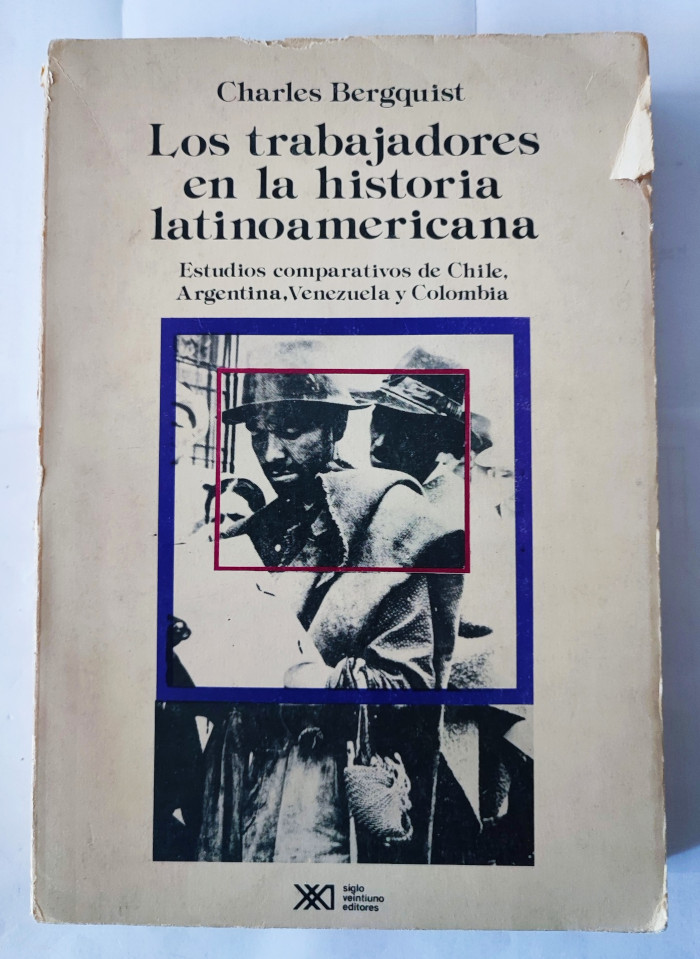 Charles Bergquist
Los trabajadores
en la historia
latinoamericana
Estudios comparativos de Chile,
Argentina, Venezuela y Colombia
siglo
veintiuno
editores